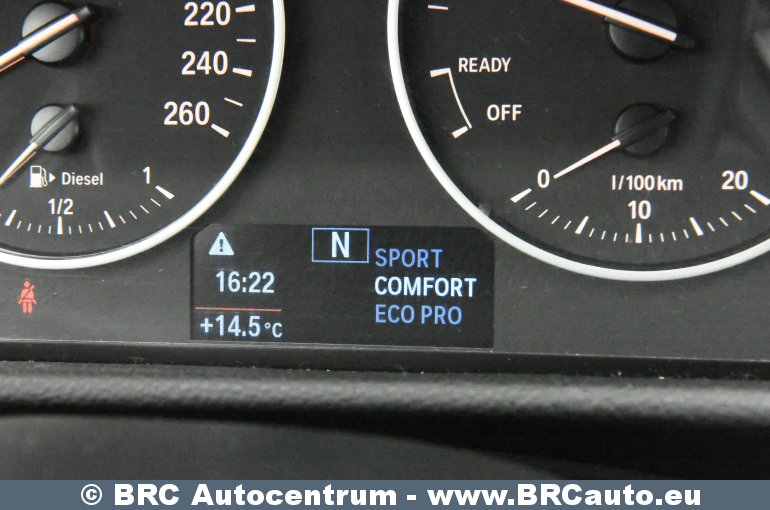 220
240
260
Diesel
1/2
1
READY
OFF
0
l/100km
10
20
N
SPORT
16:22
COMFORT
+14.5°C
ECO PRO
© BRC Autocentrum - www.BRCauto.eu